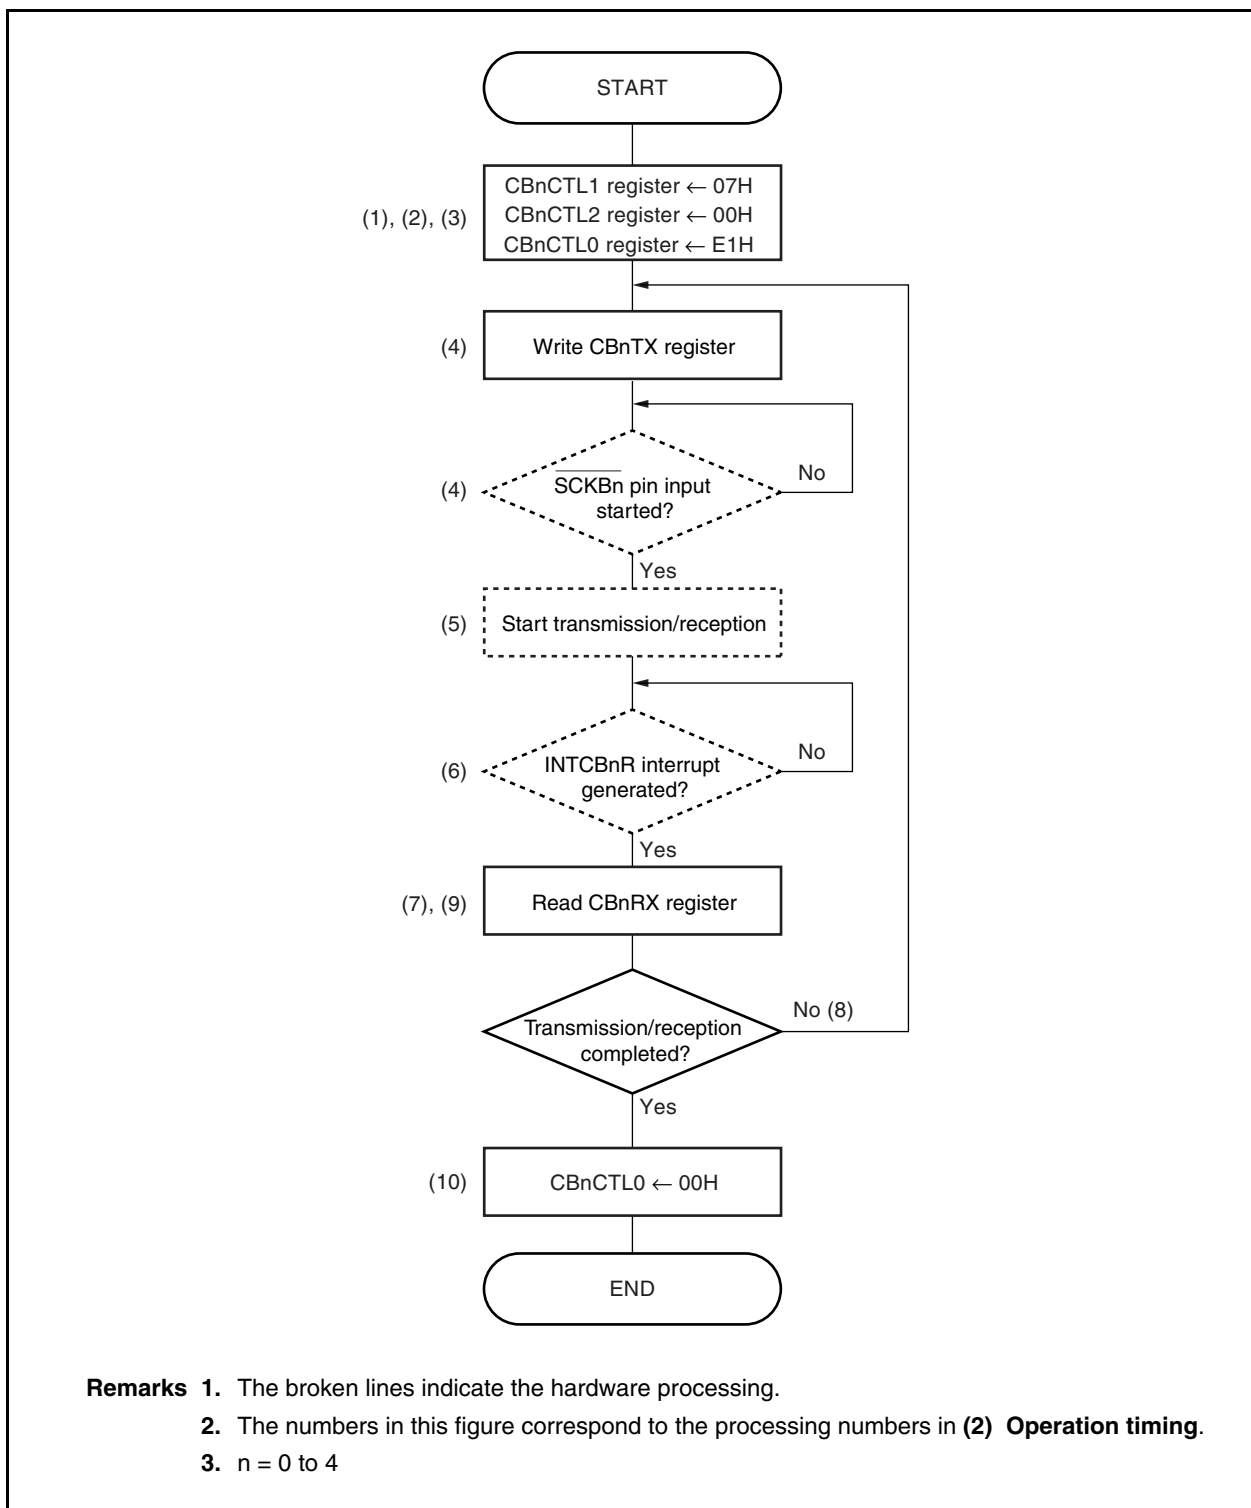 START
CBnCTL1 register ← 07H
(1), (2), (3)
CBnCTL2 register ← 00H
CBnCTL0 register ← E1H
(4)
Write CBnTX register
(4)
SCKBn pin input
started?
No
Yes
(5)
Start transmission/reception
(6)
INTCBnR interrupt
generated?
No
Yes
(7), (9)
Read CBnRX register
Transmission/reception
completed?
No (8)
Yes
(10)
CBnCTL0 ← 00H
END
Remarks 1. The broken lines indicate the hardware processing.
2. The numbers in this figure correspond to the processing numbers in (2) Operation timing.
3. n = 0 to 4